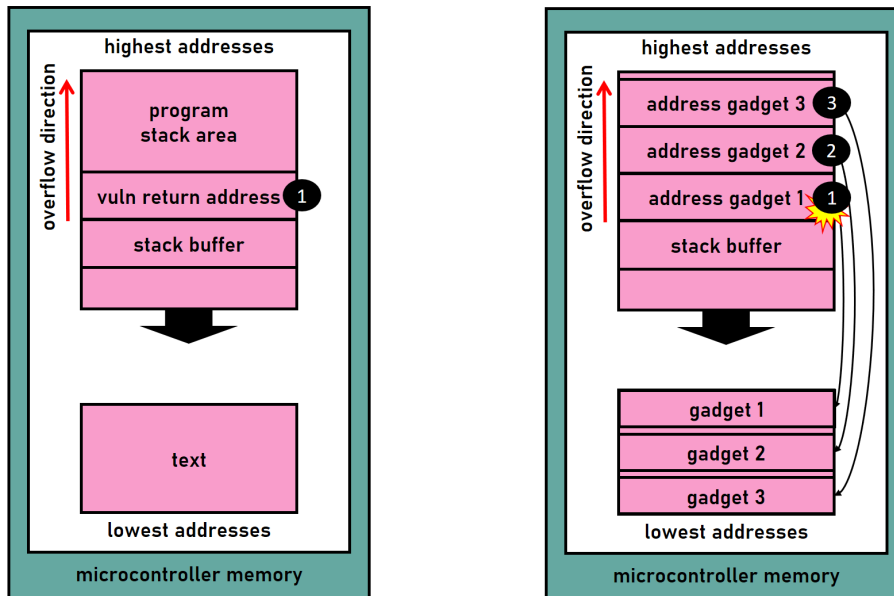 highest addresses
overflow direction
program
stack area
vuln return address
1
stack buffer
text
lowest addresses
microcontroller memory
highest addresses
overflow direction
address gadget 3
3
address gadget 2
2
address gadget 1
1
stack buffer
gadget 1
gadget 2
gadget 3
lowest addresses
microcontroller memory